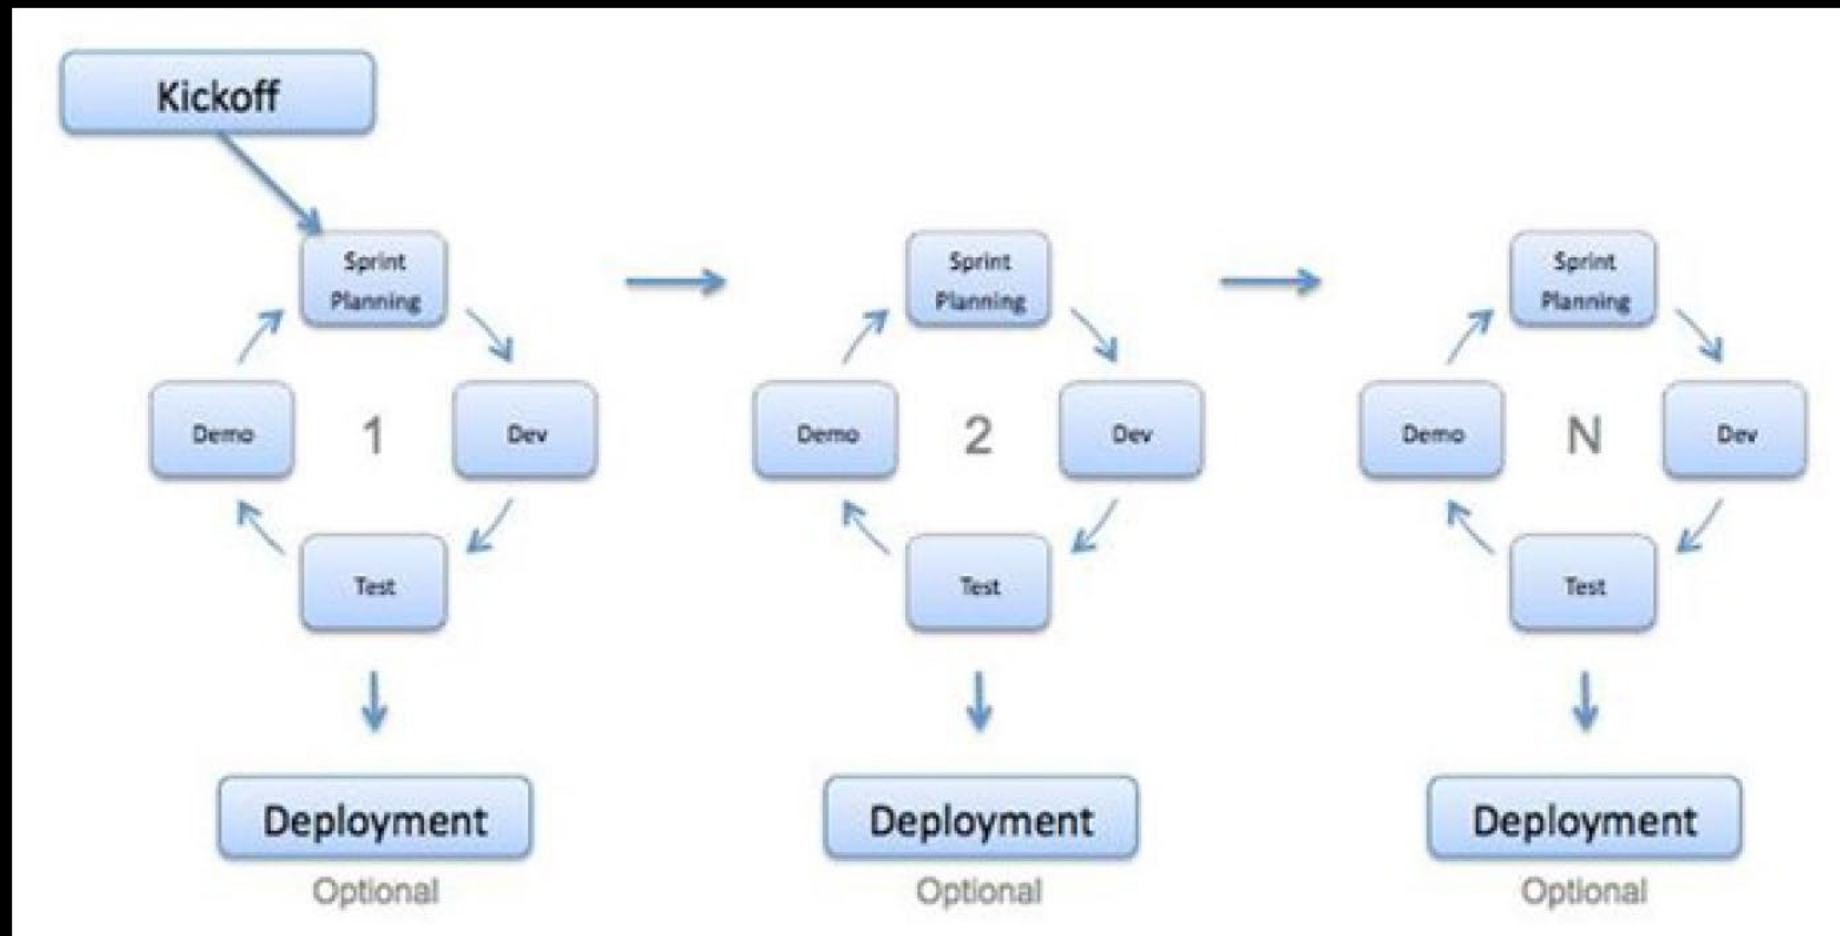 Kickoff
Sprint
Planning
Demo
1
Dev
Test
Deployment
Optional
Sprint
Planning
Demo
2
Dev
Test
Deployment
Optional
Sprint
Planning
Demo
N
Dev
Test
Deployment
Optional